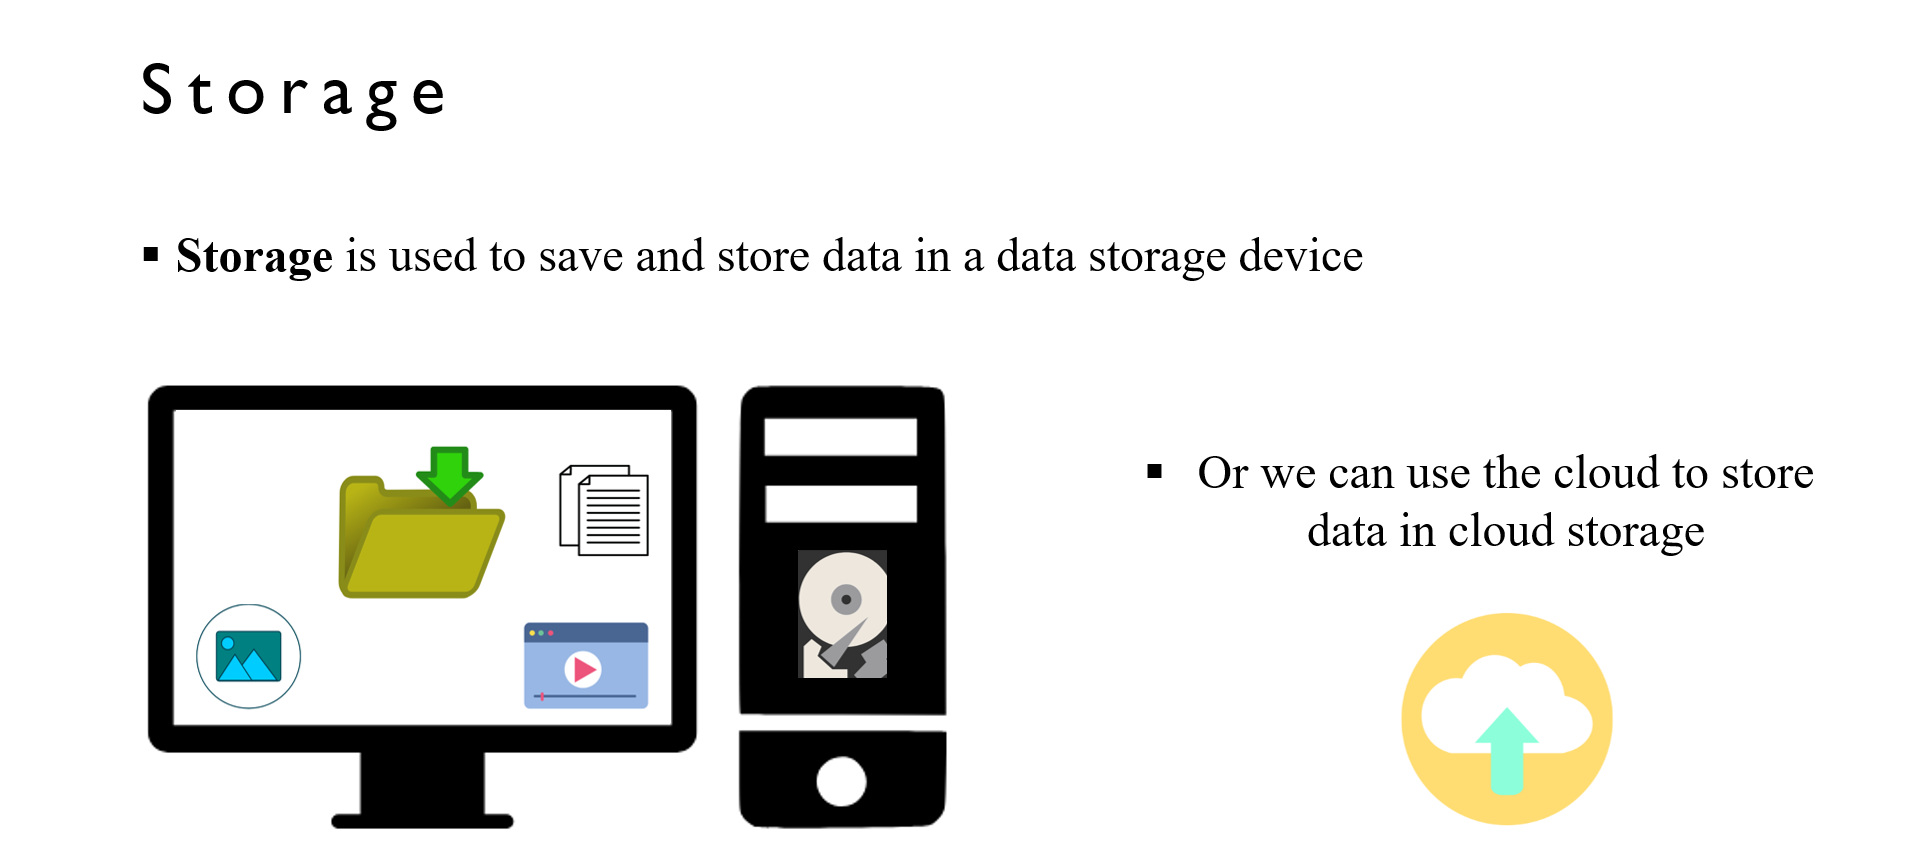 Storage
▪ Storage is used to save and store data in a data storage device
▪ Or we can use the cloud to store
data in cloud storage